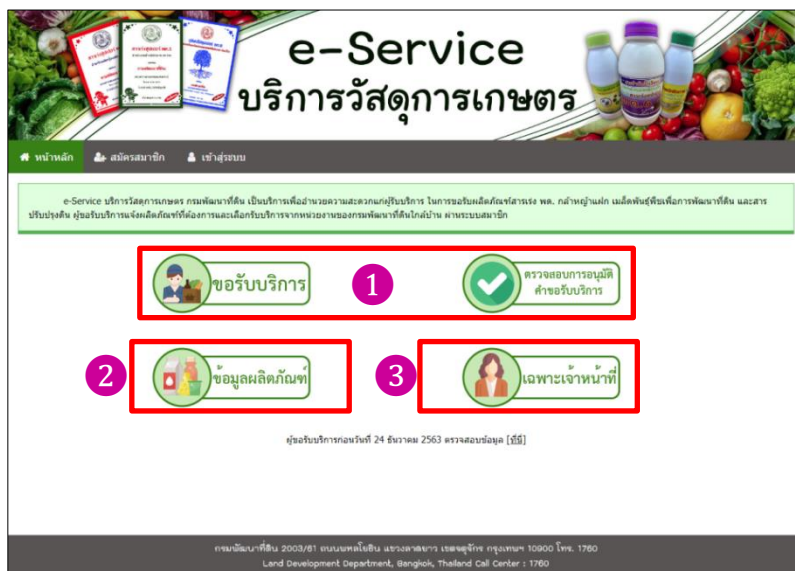 e-Service
บริการวัสดุการเกษตร
หน้าหลัก สมัครสมาชิก เข้าสู่ระบบ
e-Service บริการวัสดุการเกษตร กรมพัฒนาที่ดิน เป็นบริการเพื่ออำนวยความสะดวกแก่ผู้รับบริการ ในการขอรับผลิตภัณฑ์สารเร่ง พด. กล้าหญ้าแฝก เมล็ดพันธุ์พืชเพื่อการพัฒนาที่ดิน และสาร
ปรับปรุงดิน ผู้ขอรับบริการแจ้งผลิตภัณฑ์ที่ต้องการและเลือกรับบริการจากหน่วยงานของกรมพัฒนาที่ดินใกล้บ้าน ผ่านระบบสมาชิก
ขอรับบริการ 1 ตรวจสอบการอนุมัติ
คำขอรับบริการ
2 ข้อมูลผลิตภัณฑ์ 3 เฉพาะเจ้าหน้าที่
ผู้ขอรับบริการก่อนวันที่ 24 ธันวาคม 2563 ตรวจสอบข้อมูล [ที่นี่]
กรมพัฒนาที่ดิน 2003/61 ถนนพหลโยธิน แขวงลาดยาว เขตจตุจักร กรุงเทพฯ 10900 โทร. 1760
Land Development Department, Bangkok, Thailand Call Center : 1760